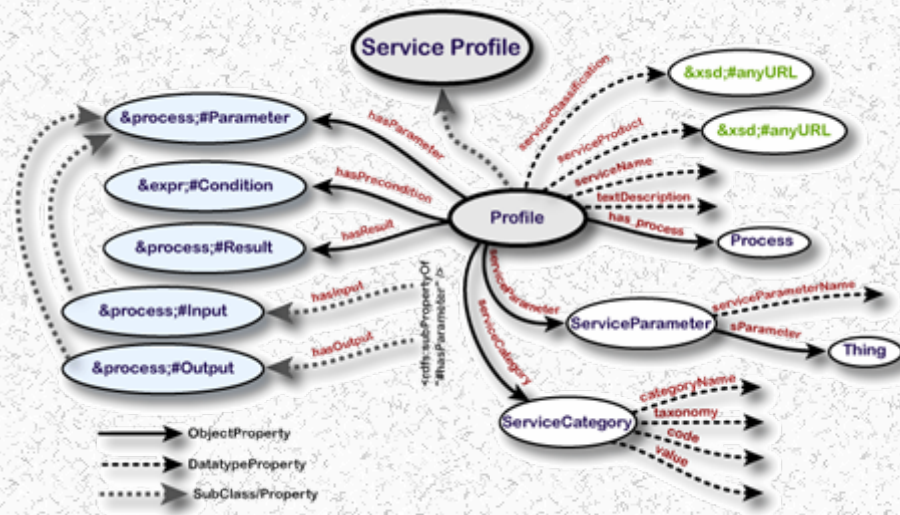 Service Profile
serviceClassification
&xsd;#anyURL
&process;#Parameter
hasParameter
serviceProduct
&xsd;#anyURL
serviceName
hasPrecondition
&expr;#Condition
textDescription
Profile
has_process
Process
hasResult
&process;#Result
serviceParameter
hasInput
<rdfs:subPropertyOf
"#hasParameter" />
&process;#Input
serviceParameterName
ServiceParameter
sParameter
Thing
hasOutput
&process;#Output
serviceCategory
categoryName
ServiceCategory
taxonomy
code
value
ObjectProperty
DatatypeProperty
SubClass/Property